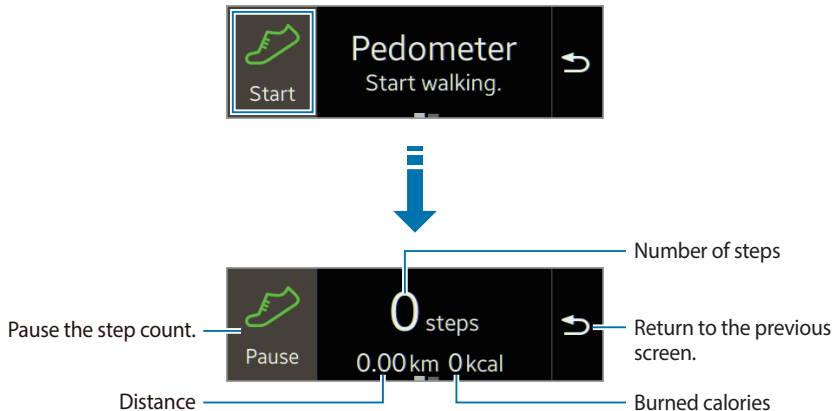 Pedometer
Start walking.
Start
Number of steps
0 steps
Pause the step count.
Return to the previous
screen.
Pause
0.00 km 0 kcal
Distance
Burned calories